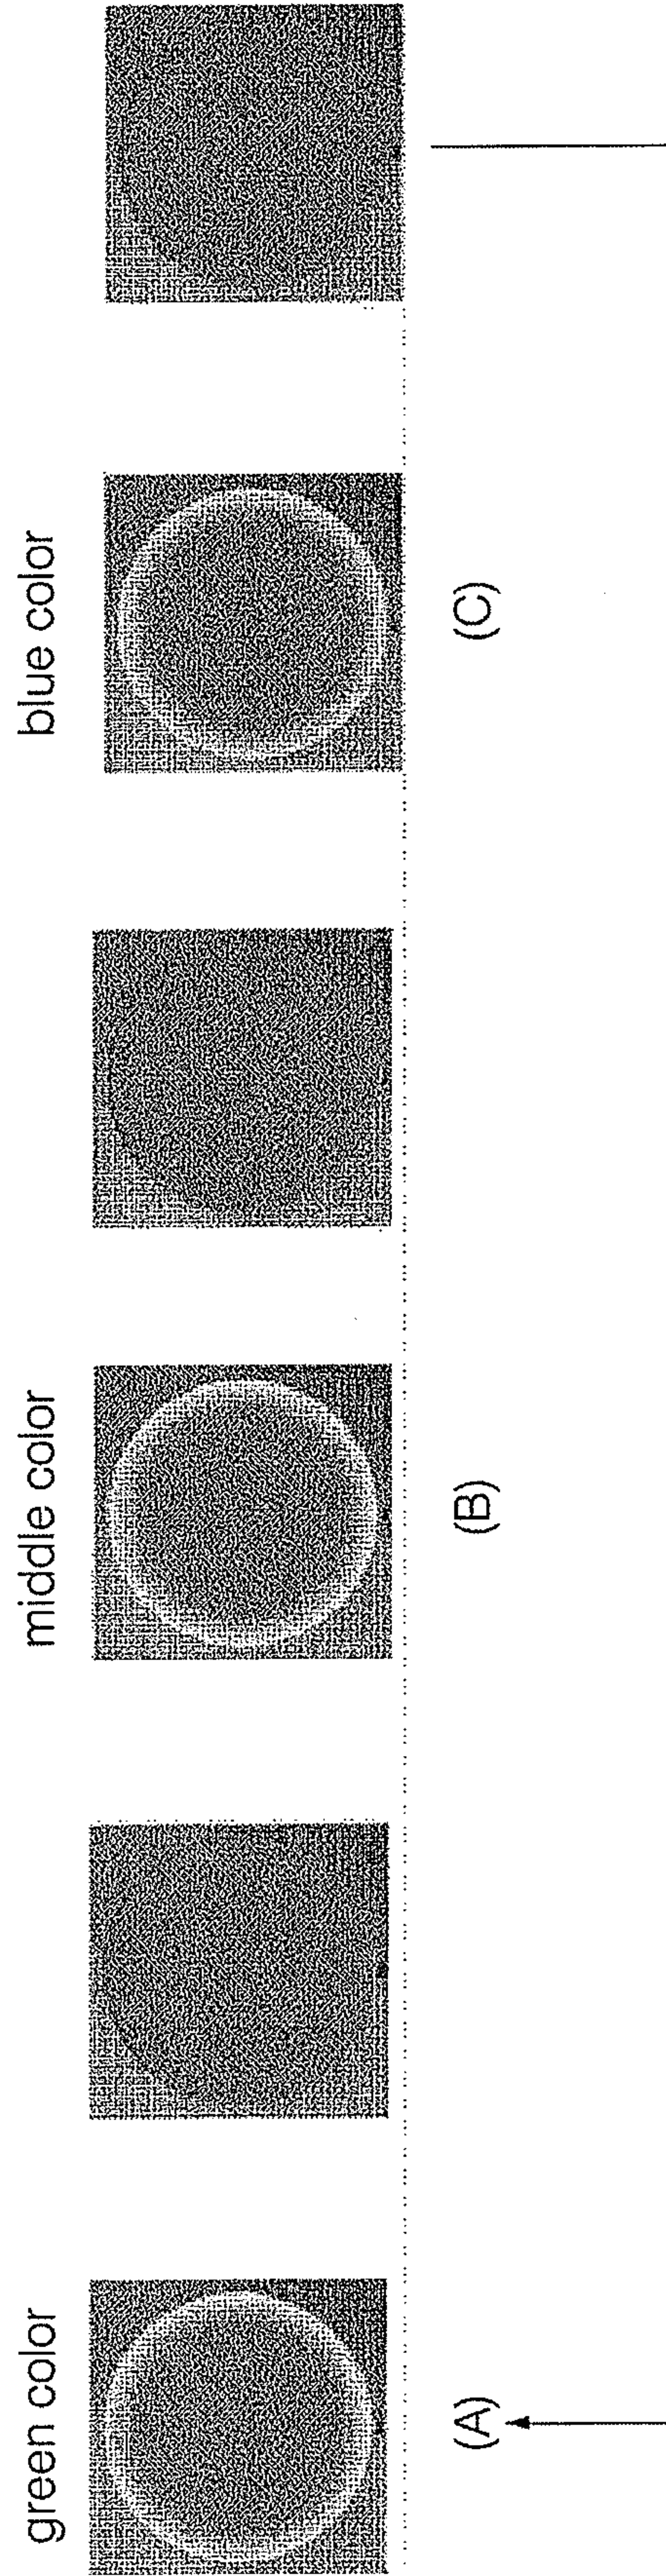 green color
middle color
blue color
(A)
(B)
(C)